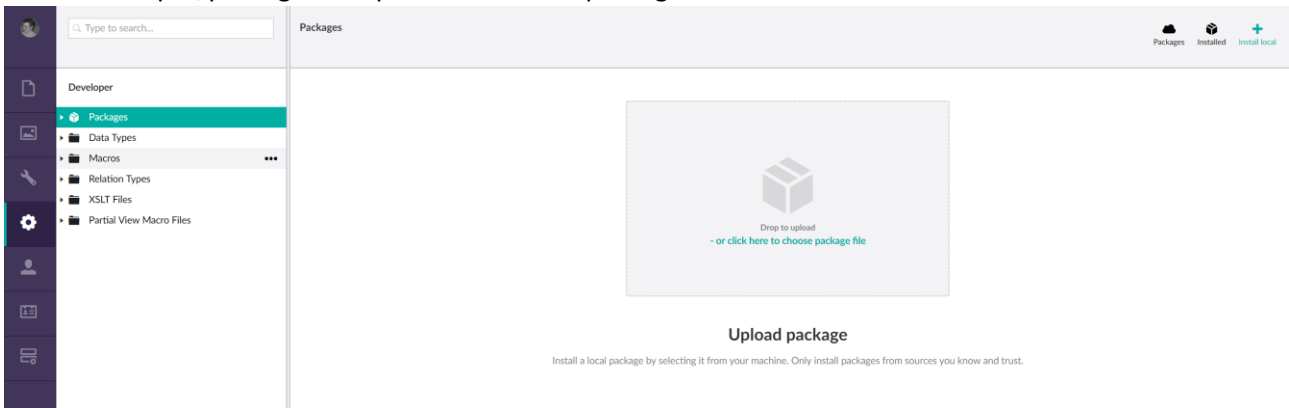 Type to search...
Packages
Packages
Installed
Install local
Developer
Packages
Data Types
Macros
Relation Types
XSLT Files
Partial View Macro Files
Drop to upload
- or click here to choose package file
Upload package
Install a local package by selecting it from your machine. Only install packages from sources you know and trust.